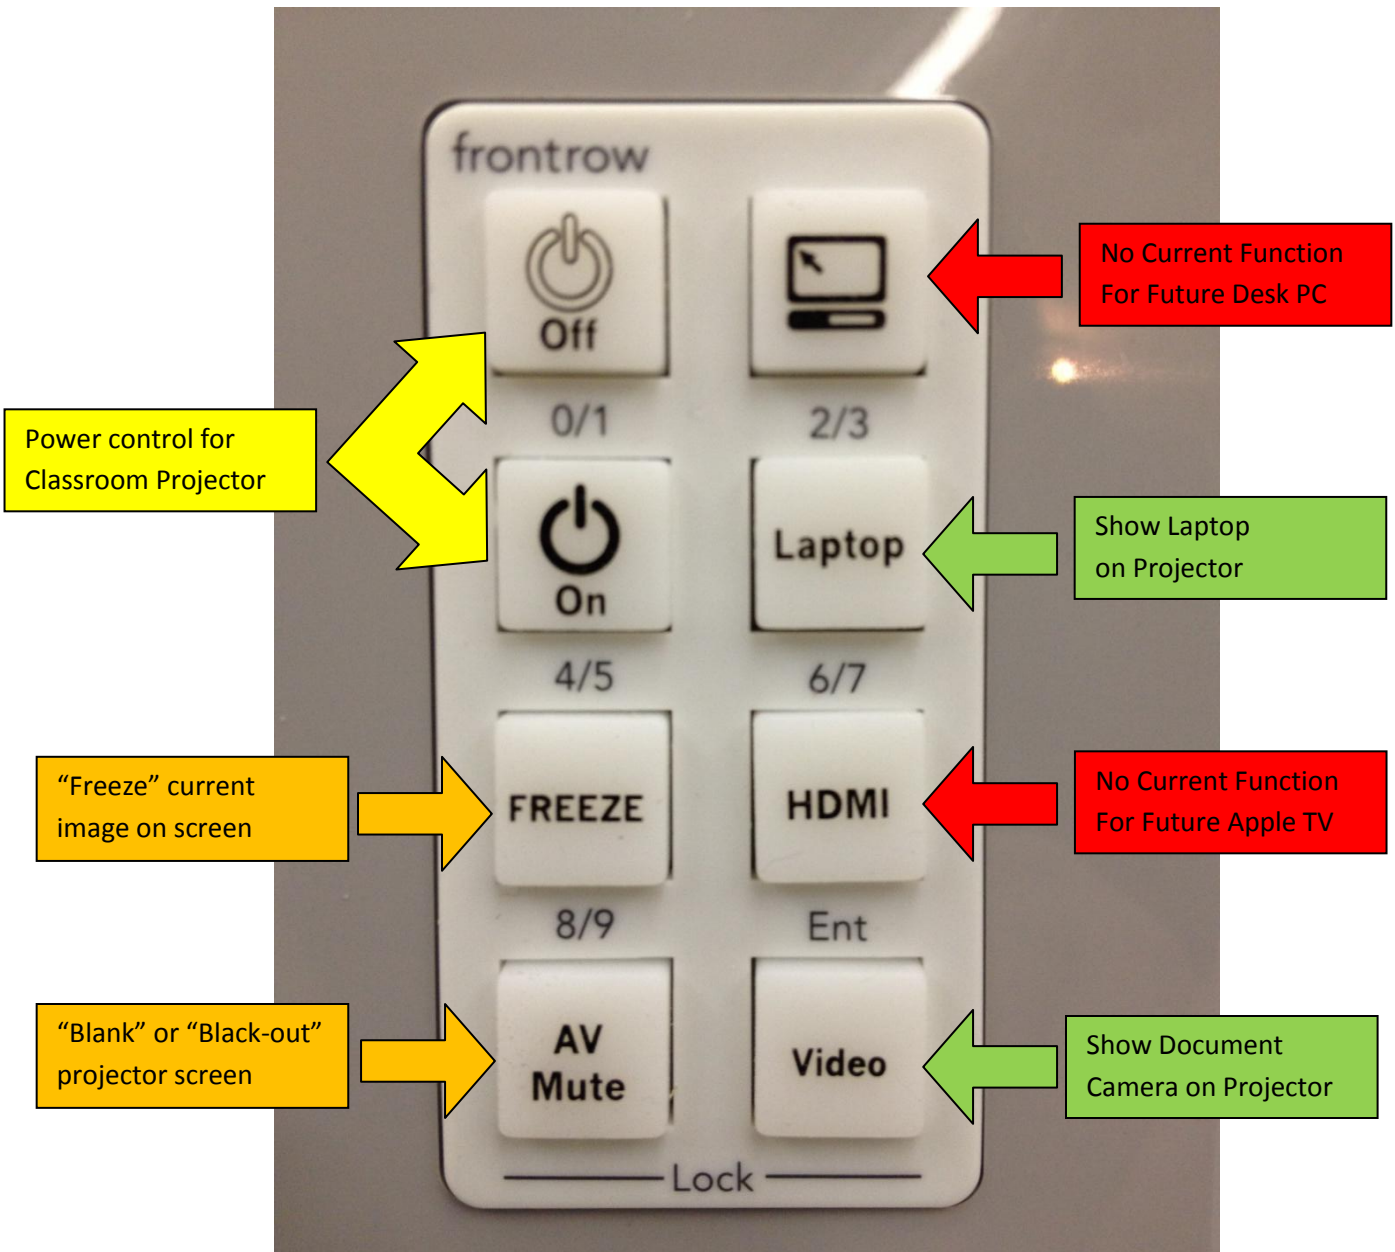 frontrow
Off
No Current Function
For Future Desk PC
0/1
2/3
Power control for
Classroom Projector
On
Laptop
Show Laptop
on Projector
4/5
6/7
“Freeze” current
image on screen
FREEZE
HDMI
No Current Function
For Future Apple TV
8/9
Ent
“Blank” or “Black-out”
projector screen
AV
Mute
Video
Show Document
Camera on Projector
Lock